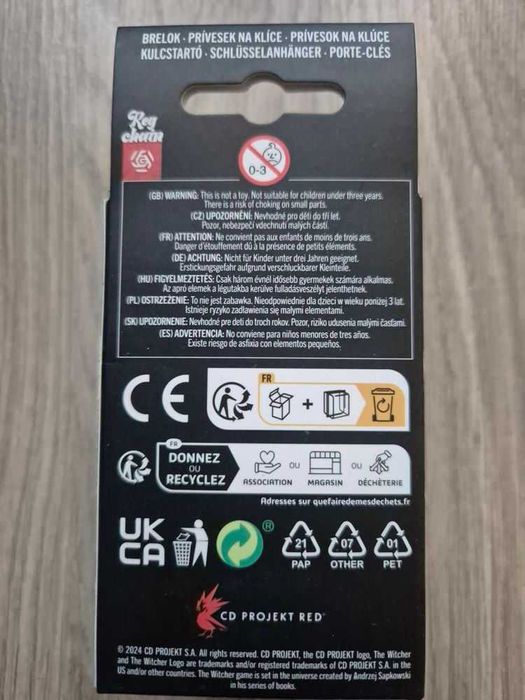 BRELOK · PŘÍVĚSEK NA KLÍČE · PRÍVESOK NA KĽÚČE
KULCSTARTÓ · SCHLÜSSELANHÄNGER · PORTE-CLÉS
Key
chain
0-3
(GB) WARNING: This is not a toy. Not suitable for children under three years.
There is a risk of choking on small parts.
(CZ) UPOZORNĚNÍ: Nevhodné pro děti do tří let.
Pozor, nebezpečí vdechnutí malých částí.
(FR) ATTENTION: Ne convient pas aux enfants de moins de trois ans.
Danger d'étouffement dû à la présence de petits élements.
(DE) ACHTUNG: Nicht für Kinder unter drei Jahren geeignet.
Erstickungsgefahr aufgrund verschluckbarer Kleinteile.
(HU) FIGYELMEZTETÉS: Csak három évnél idősebb gyermekek számára alkalmas.
Az apró elemek a légutakba kerülve fulladásveszélyt jelenthetnek.
(PL) OSTRZEŻENIE: To nie jest zabawka. Nieodpowiednie dla dzieci w wieku poniżej 3 lat.
Istnieje ryzyko zadławienia się małymi elementami.
(SK) UPOZORNENIE: Nevhodné pre deti do troch rokov. Pozor, riziko udusenia malými časťami.
(ES) ADVERTENCIA: No conviene para niños menores de tres años.
Existe riesgo de asfixia con elementos pequeños.
CE
FR
+
FR
DONNEZ
OU
RECYCLEZ
ASSOCIATION
OU
MAGASIN
OU
DÉCHÈTERIE
Adresses sur quefairedemesdechets.fr
UK
CA
®
21
PAP
07
OTHER
01
PET
CD PROJEKT RED®
© 2024 CD PROJEKT S.A. All rights reserved. CD PROJEKT, the CD PROJEKT logo, The Witcher
and The Witcher Logo are trademarks and/or registered trademarks of CD PROJEKT S.A. in the
US and/or other countries. The Witcher game is set in the universe created by Andrzej Sapkowski
in his series of books.